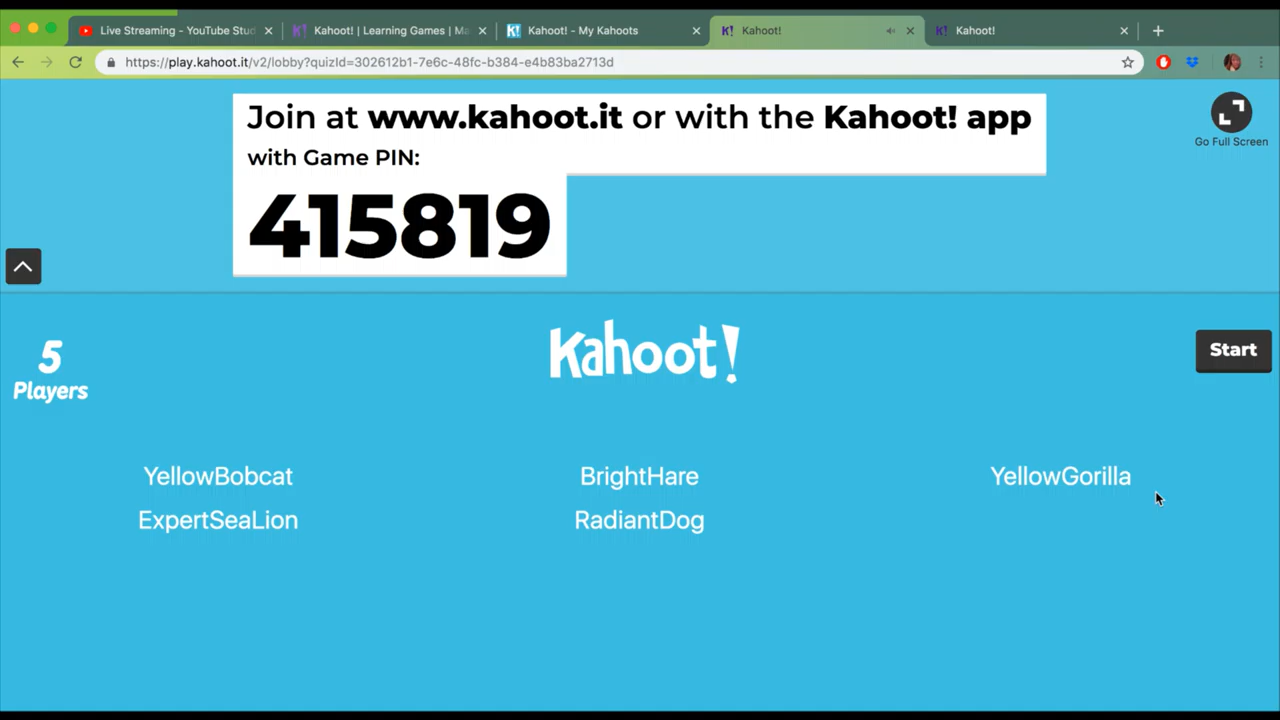 Live Streaming - YouTube Stud
Kahoot! | Learning Games | Ma
Kahoot! - My Kahoots
Kahoot!
Kahoot!
https://play.kahoot.it/v2/lobby?quizId=302612b1-7e6c-48fc-b384-e4b83ba2713d
Join at www.kahoot.it or with the Kahoot! app
with Game PIN:
415819
Go Full Screen
5
Players
Kahoot!
Start
YellowBobcat
BrightHare
YellowGorilla
ExpertSeaLion
RadiantDog